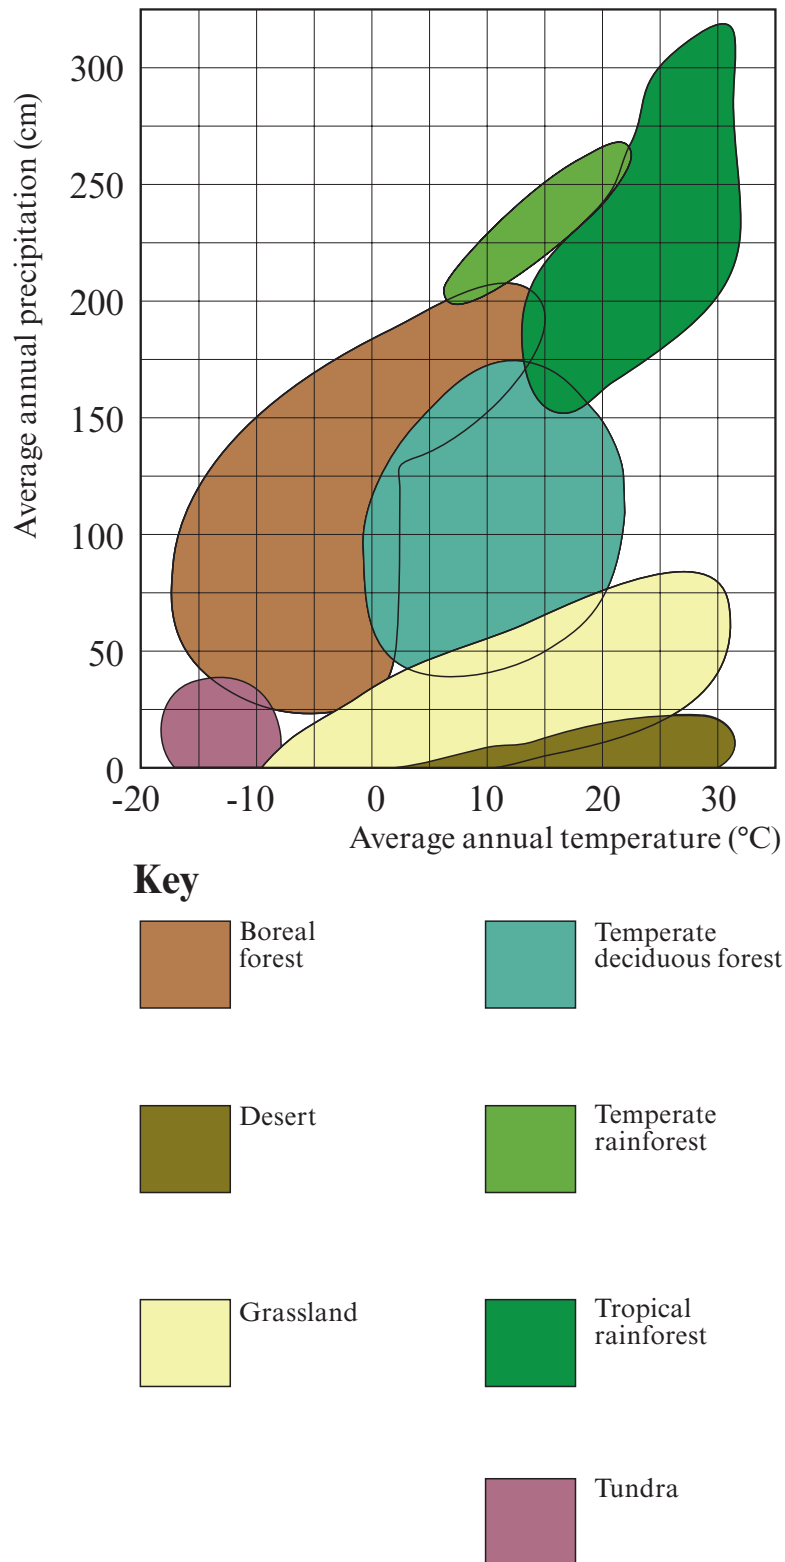 Average annual precipitation (cm)
300
250
200
150
100
50
0
-20 -10 0 10 20 30
Average annual temperature (°C)
Key
Boreal
forest
Temperate
deciduous forest
Desert
Temperate
rainforest
Grassland
Tropical
rainforest
Tundra